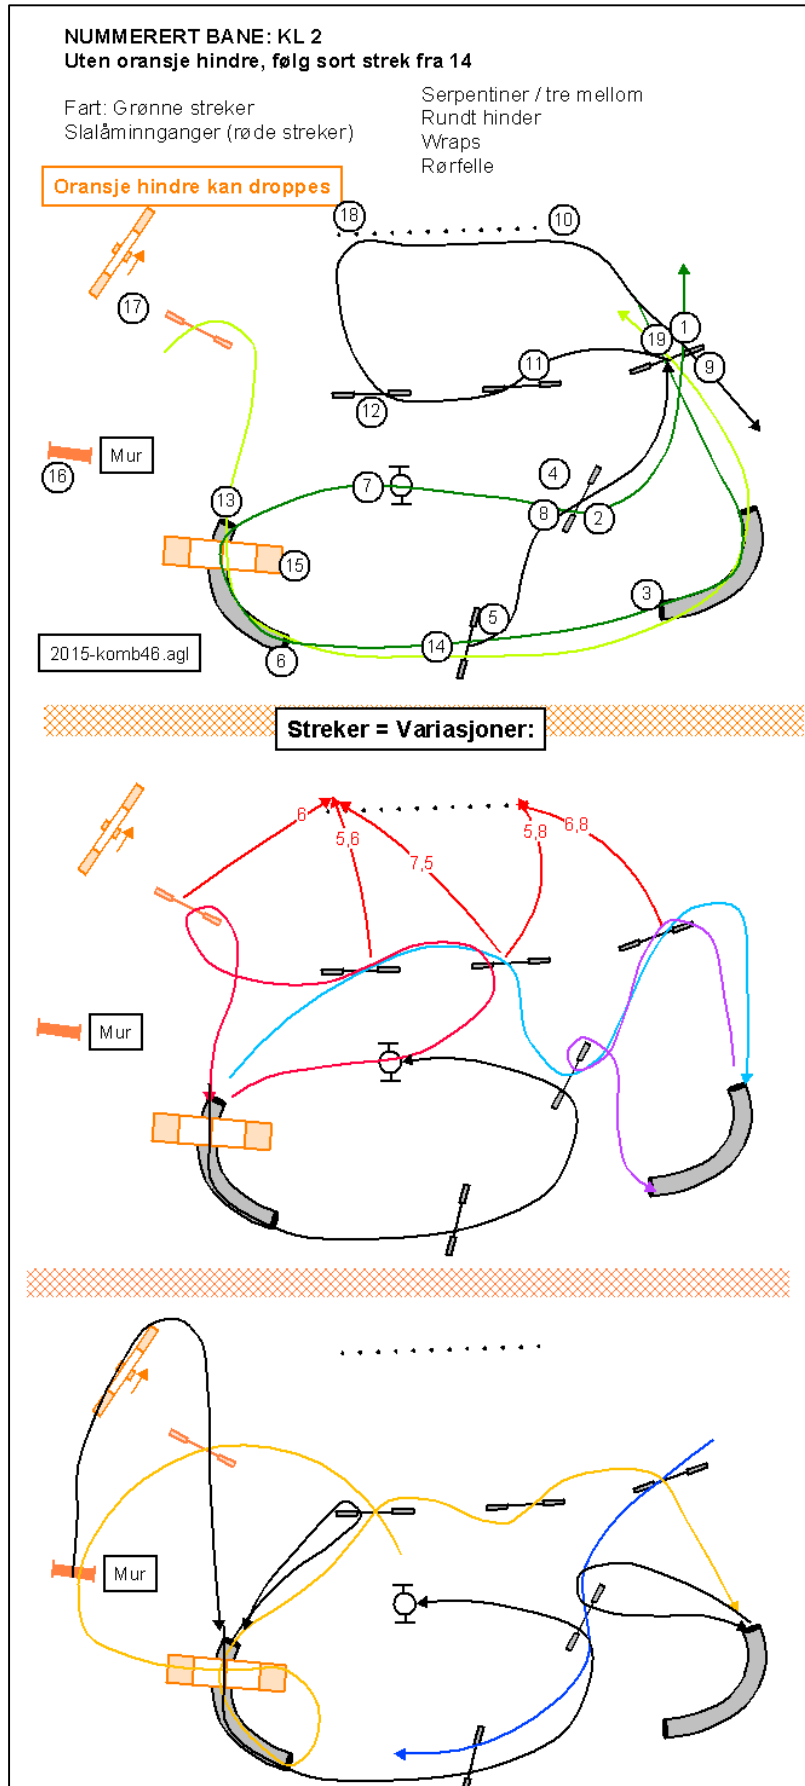 NUMMERERT BANE: KL 2
Uten oransje hindre, følg sort strek fra 14
Fart: Grønne streker
Slalåminnganger (røde streker)
Serpentiner / tre mellom
Rundt hinder
Wraps
Rørfelle
Oransje hindre kan droppes
18
10
17
1
19
9
11
12
Mur
16
4
7
13
8
2
15
3
5
14
6
2015-komb46.agl
Streker = Variasjoner:
6
5,6
7,5
5,8
6,8
Mur
Mur